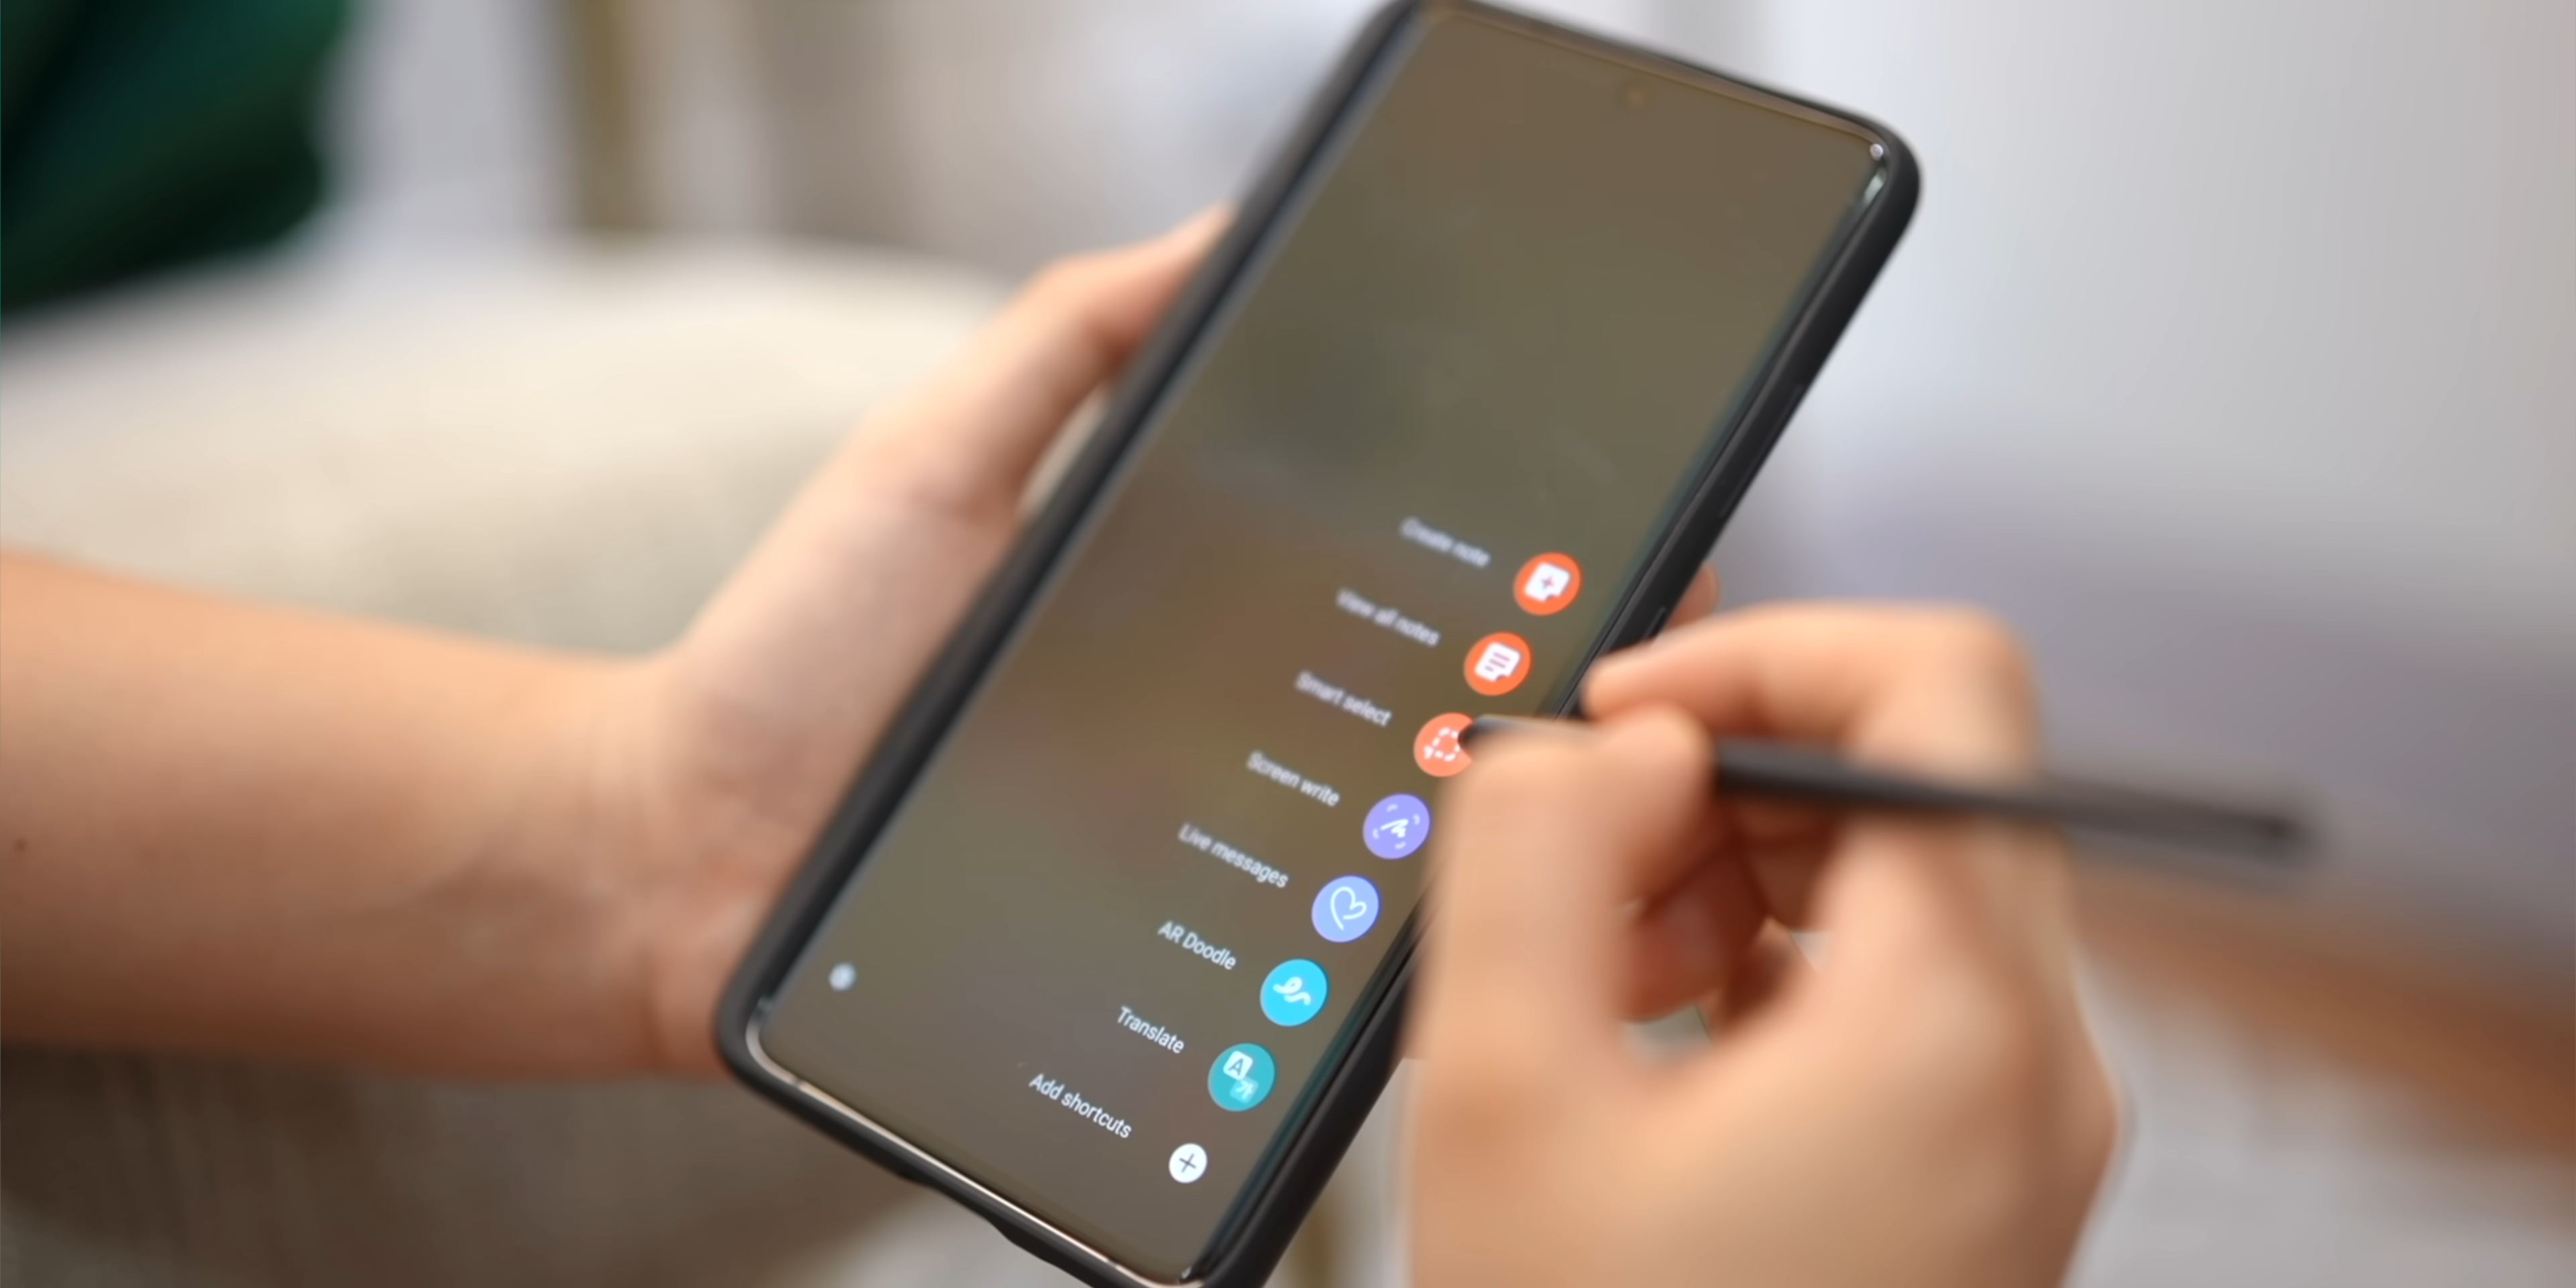 Create note
View all notes
Smart select
Screen write
Live messages
AR Doodle
Translate
A
Add shortcuts